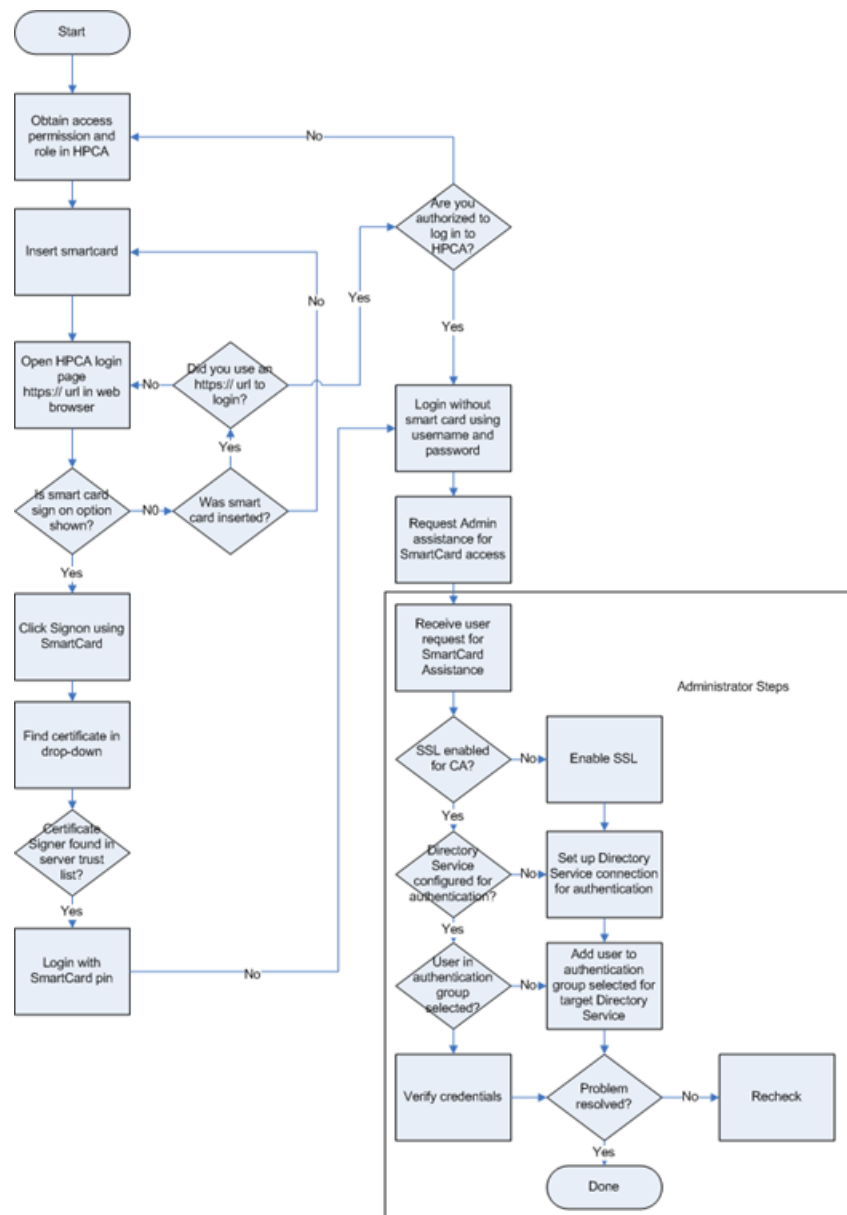 Start
Obtain access
permission and
role in HPCA
No
Are you
authorized to
log in to
HPCA?
Insert smartcard
No
Yes
Yes
Open HPCA login
page
https:// url in web
browser
No
Did you use an
https:// url to
login?
Login without
smart card using
username and
password
Yes
Is smart card
sign on option
shown?
N0
Was smart
card inserted?
Request Admin
assistance for
SmartCard access
Yes
Click Signon using
SmartCard
Receive user
request for
SmartCard
Assistance
Administrator Steps
Find certificate in
drop-down
SSL enabled
for CA?
No
Enable SSL
Yes
Certificate
Signer found in
server trust
list?
Directory
Service
configured for
authentication?
No
Set up Directory
Service connection
for authentication
Yes
Yes
Login with
SmartCard pin
No
User in
authentication
group
selected?
No
Add user to
authentication
group selected for
target Directory
Service
Verify credentials
Problem
resolved?
No
Recheck
Yes
Done